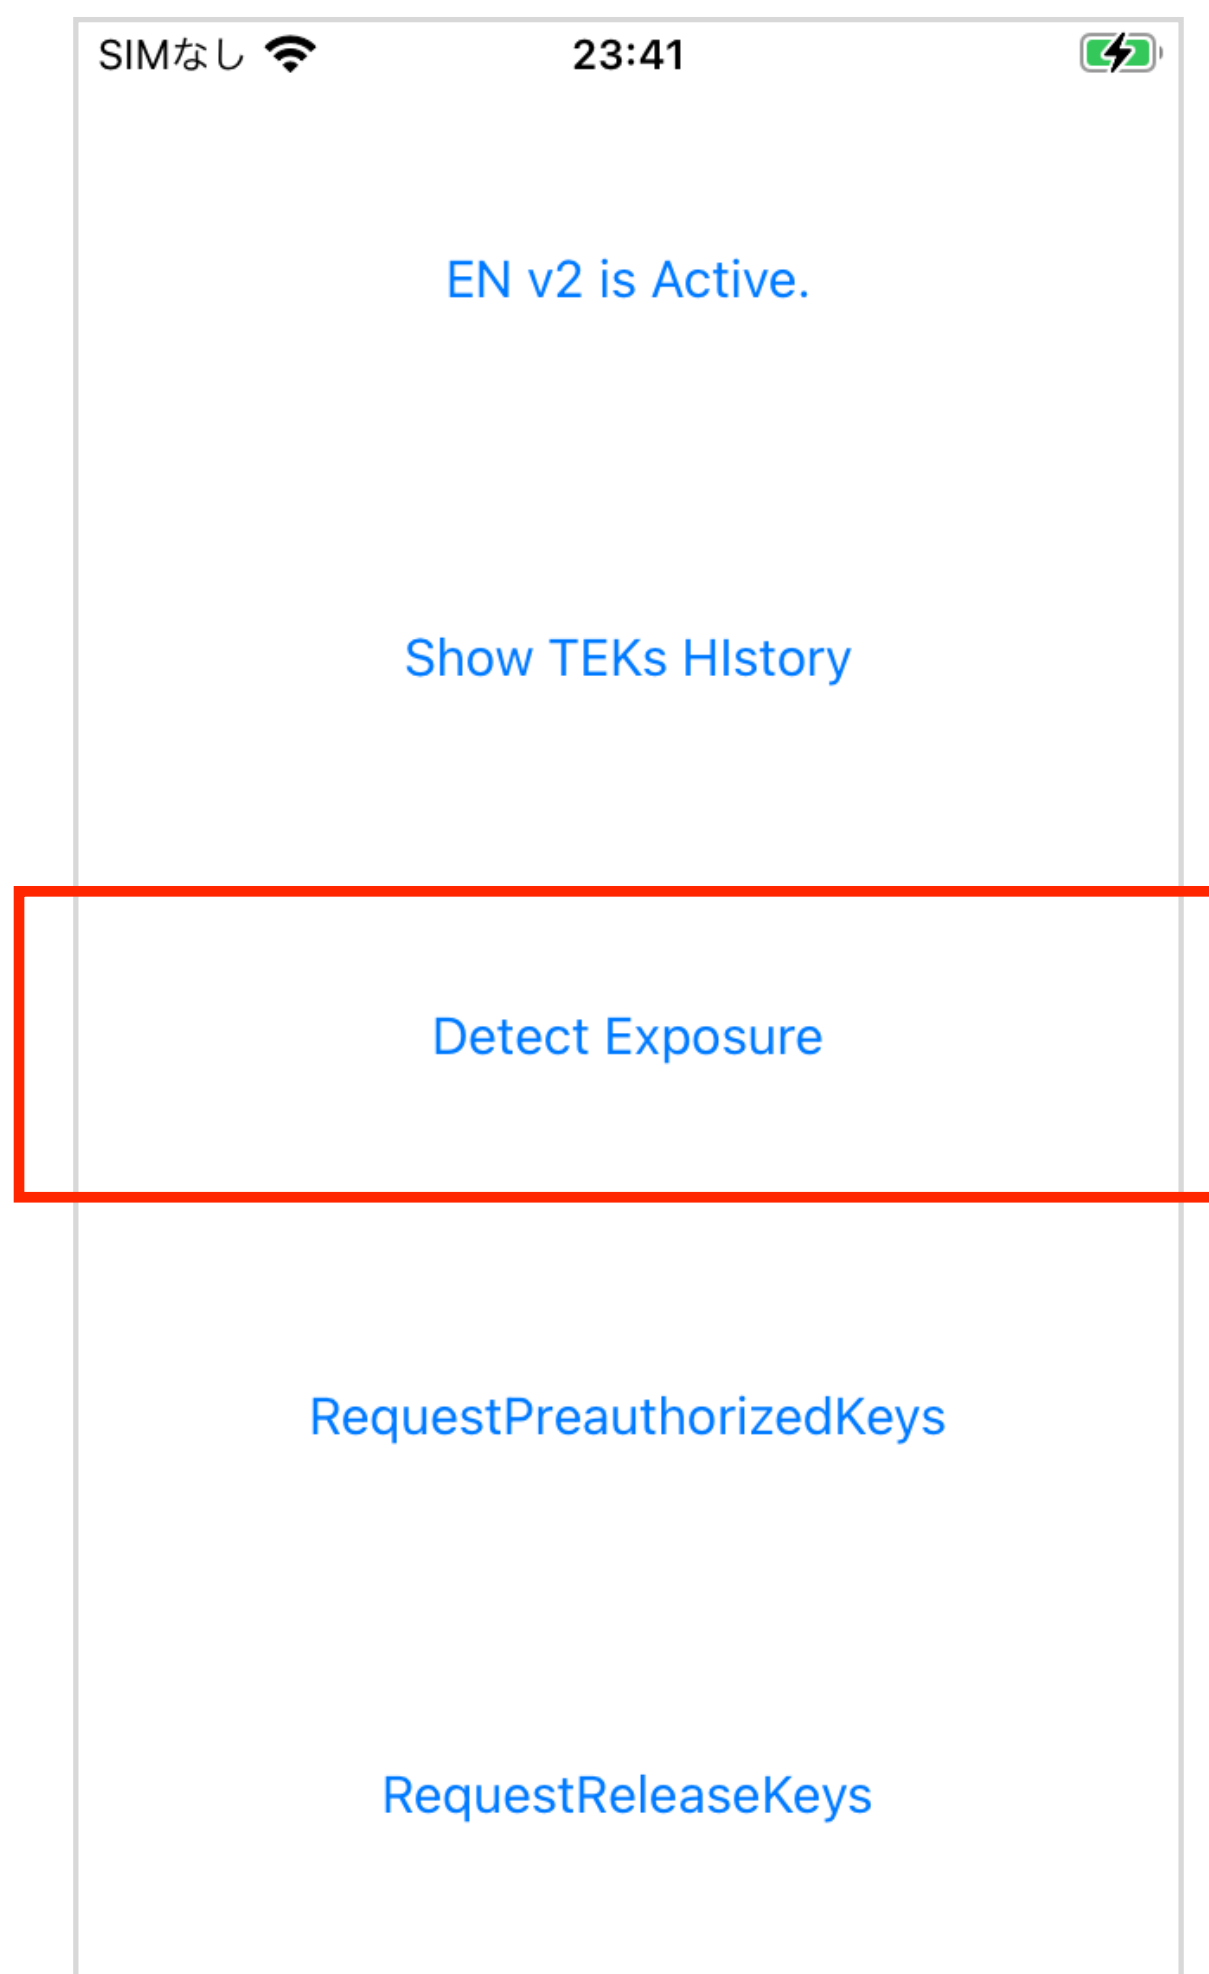 SIMなし 23:41
EN v2 is Active.
Show TEKs HIstory
Detect Exposure
RequestPreauthorizedKeys
RequestReleaseKeys